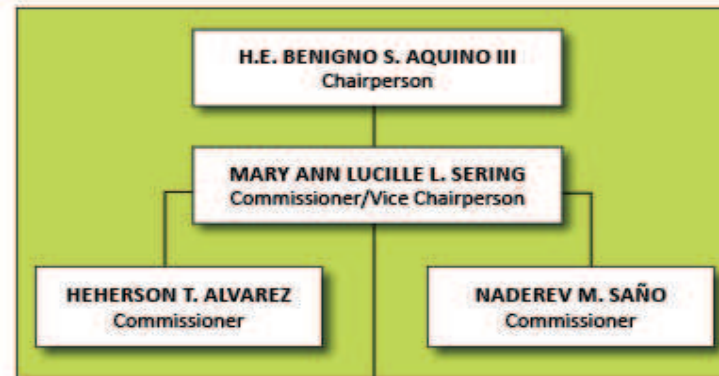 H.E. BENIGNO S. AQUINO III
Chairperson
MARY ANN LUCILLE L. SERING
Commissioner/Vice Chairperson
HEHERSON T. ALVAREZ
Commissioner
NADEREV M. SAÑO
Commissioner